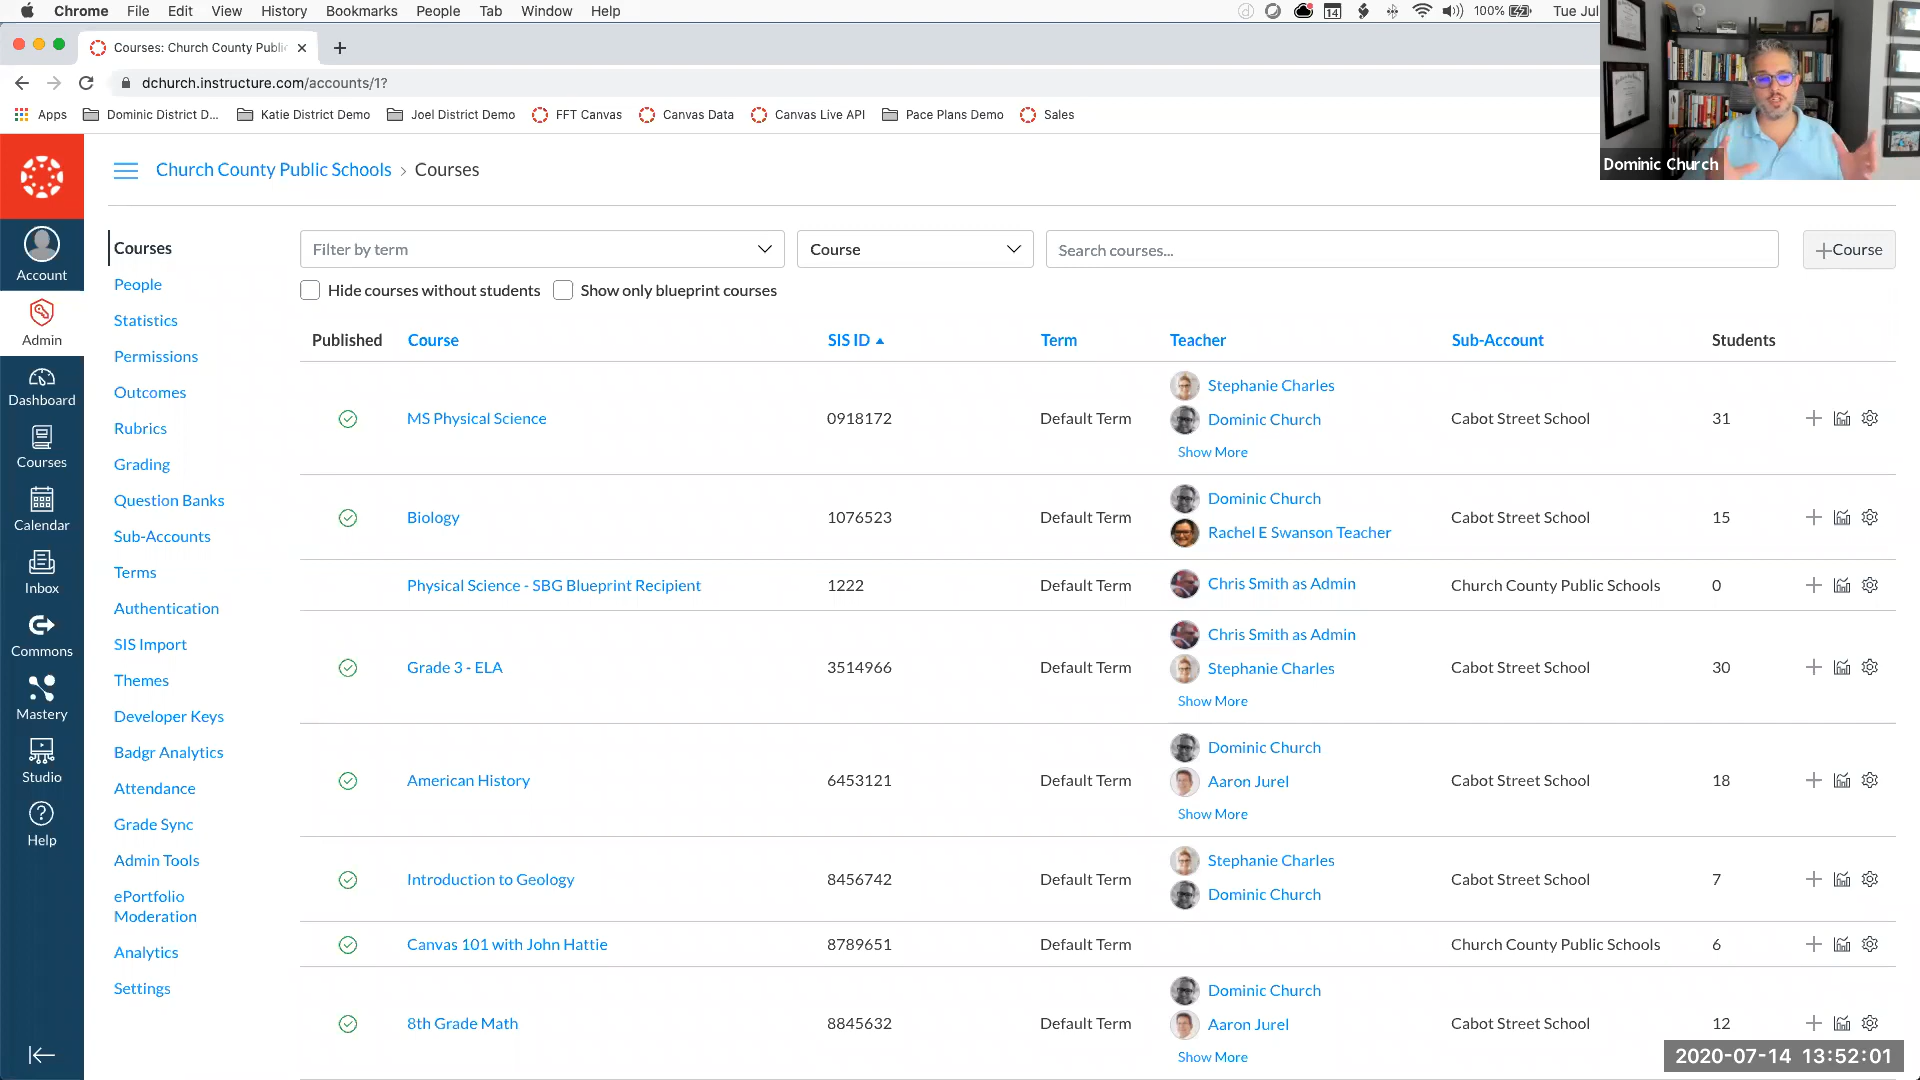 Chrome File Edit View History Bookmarks People Tab Window Help
14 100% Tue Jul
Courses: Church County Publi
dchurch.instructure.com/accounts/1?
Apps Dominic District D... Katie District Demo Joel District Demo FFT Canvas Canvas Data Canvas Live API Pace Plans Demo Sales
Dominic Church
Church County Public Schools > Courses
Account
Admin
Dashboard
Courses
Calendar
Inbox
Commons
Mastery
Studio
Help
Courses
People
Statistics
Permissions
Outcomes
Rubrics
Grading
Question Banks
Sub-Accounts
Terms
Authentication
SIS Import
Themes
Developer Keys
Badgr Analytics
Attendance
Grade Sync
Admin Tools
ePortfolio
Moderation
Analytics
Settings
Filter by term Course Search courses... +Course
Hide courses without students Show only blueprint courses
Published Course SIS ID Term Teacher Sub-Account Students
Stephanie Charles
MS Physical Science 0918172 Default Term Dominic Church Cabot Street School 31
Show More
Dominic Church
Biology 1076523 Default Term Cabot Street School 15
Rachel E Swanson Teacher
Physical Science - SBG Blueprint Recipient 1222 Default Term Chris Smith as Admin Church County Public Schools 0
Chris Smith as Admin
Grade 3 - ELA 3514966 Default Term Stephanie Charles Cabot Street School 30
Show More
Dominic Church
American History 6453121 Default Term Aaron Jurel Cabot Street School 18
Show More
Stephanie Charles
Introduction to Geology 8456742 Default Term Cabot Street School 7
Dominic Church
Canvas 101 with John Hattie 8789651 Default Term Church County Public Schools 6
Dominic Church
8th Grade Math 8845632 Default Term Aaron Jurel Cabot Street School 12
Show More
2020-07-14 13:52:01